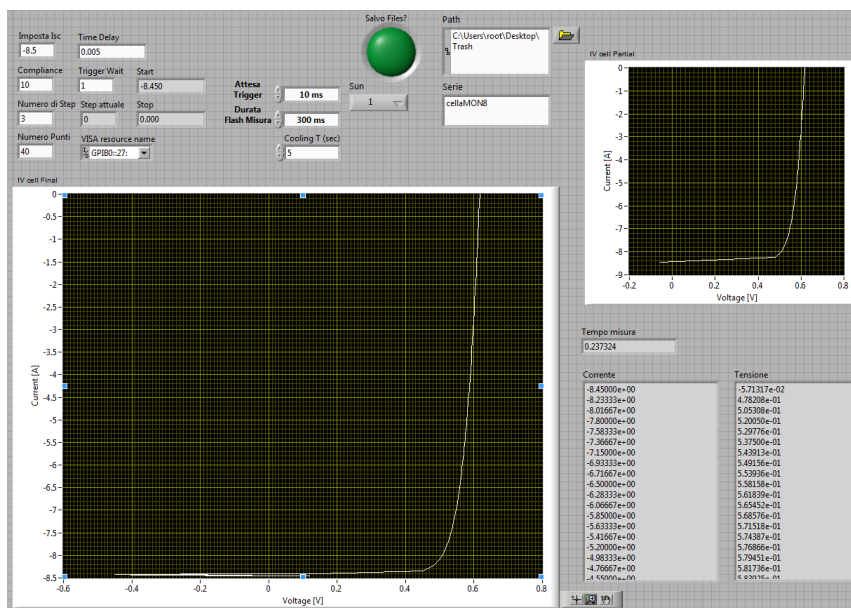 Salvo Files?
Path
Imposta Isc
Time Delay
-8.5
0.005
C:\Users\root\Desktop\
Trash
IV cell Partial
Compliance
Trigger Wait
Start
10
1
-8.450
Attesa
Trigger
10 ms
Sun
1
Serie
cellaMON8
Numero di Step
Step attuale
Stop
3
0
0.000
Durata
Flash Misura
300 ms
Numero Punti
VISA resource name
Cooling T (sec)
40
GPIB0::27:
5
IV cell Final
0
-0.5
-1
-1.5
-2
-2.5
-3
-3.5
-4
-4.5
-5
-5.5
-6
-6.5
-7
-7.5
-8
-8.5
Current [A]
-0.6
-0.4
-0.2
0
0.2
0.4
0.6
0.8
Voltage [V]
0
-1
-2
-3
-4
-5
-6
-7
-8
-9
Current [A]
-0.2
0
0.2
0.4
0.6
0.8
Voltage [V]
Tempo misura
0.237324
Corrente
-8.45000e+00
-8.23333e+00
-8.01667e+00
-7.80000e+00
-7.58333e+00
-7.36667e+00
-7.15000e+00
-6.93333e+00
-6.71667e+00
-6.50000e+00
-6.28333e+00
-6.06667e+00
-5.85000e+00
-5.63333e+00
-5.41667e+00
-5.20000e+00
-4.98333e+00
-4.76667e+00
-4.55000e+00
Tensione
-5.71317e-02
4.78208e-01
5.05308e-01
5.20050e-01
5.29776e-01
5.37500e-01
5.43913e-01
5.49156e-01
5.53936e-01
5.58158e-01
5.61839e-01
5.65452e-01
5.68576e-01
5.71518e-01
5.74387e-01
5.76866e-01
5.79451e-01
5.81736e-01